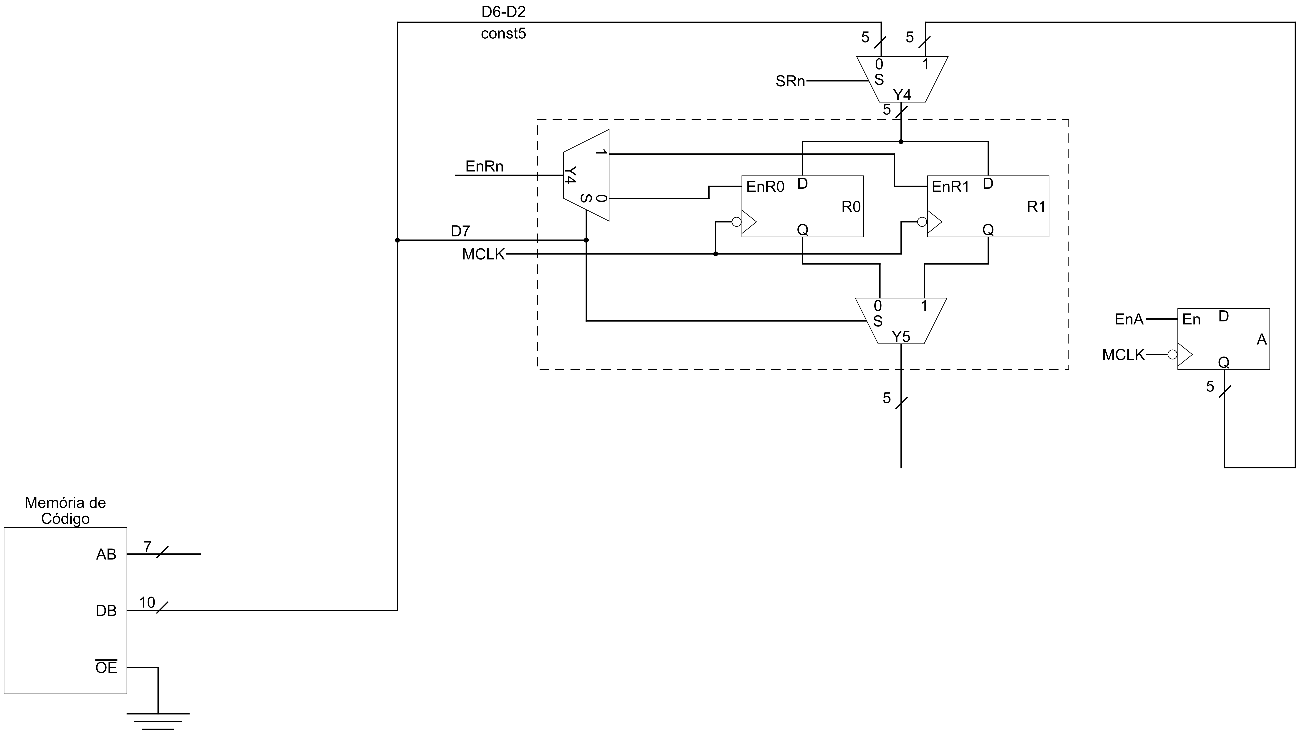 D6-D2
const5
5
5
0
1
S
SRn
Y4
5
EnRn
Y4
1
S
0
EnR0
D
R0
Q
EnR1
D
R1
Q
D7
MCLK
0
1
S
Y5
5
EnA
En
D
A
MCLK
Q
5
Memória de
Código
AB
7
DB
10
OE